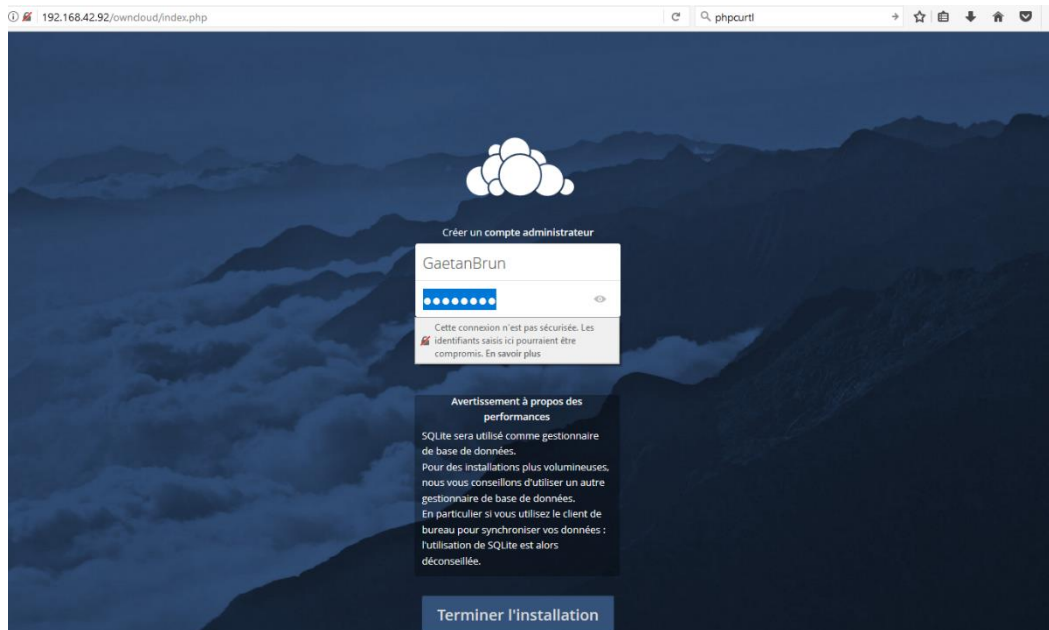 192.168.42.92/owncloud/index.php
phpcurtl
Créer un compte administrateur
GaetanBrun
Cette connexion n'est pas sécurisée. Les
identifiants saisis ici pourraient être
compromis. En savoir plus
Avertissement à propos des
performances
SQLite sera utilisé comme gestionnaire
de base de données.
Pour des installations plus volumineuses,
nous vous conseillons d'utiliser un autre
gestionnaire de base de données.
En particulier si vous utilisez le client de
bureau pour synchroniser vos données :
l'utilisation de SQLite est alors
déconseillée.
Terminer l'installation